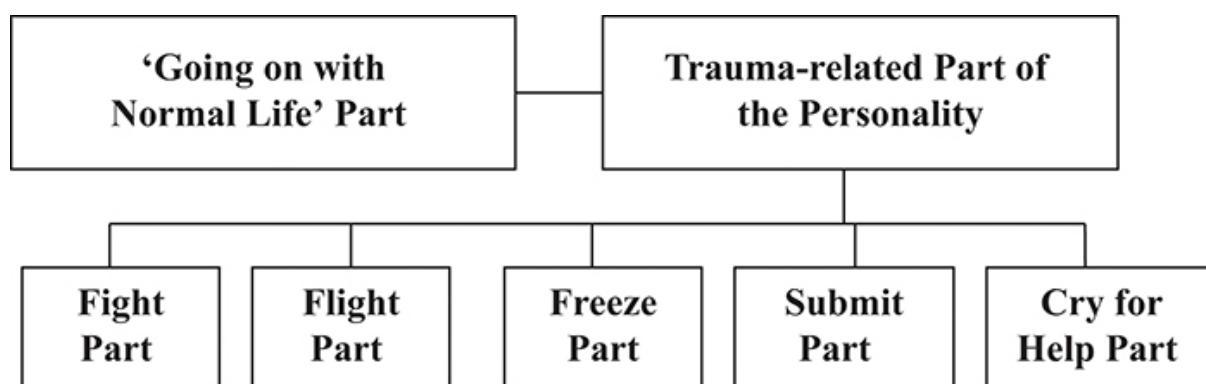 ‘Going on with
Normal Life’ Part
Trauma-related Part of
the Personality
Fight
Part
Flight
Part
Freeze
Part
Submit
Part
Cry for
Help Part